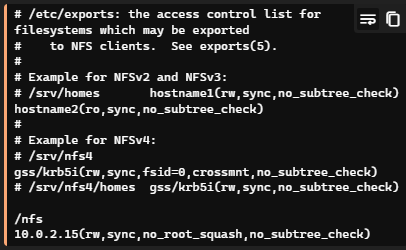 # /etc/exports: the access control list for
filesystems which may be exported
#    to NFS clients.  See exports(5).
#
# Example for NFSv2 and NFSv3:
# /srv/homes       hostname1(rw,sync,no_subtree_check)
hostname2(ro,sync,no_subtree_check)
#
# Example for NFSv4:
# /srv/nfs4
gss/krb5i(rw,sync,fsid=0,crossmnt,no_subtree_check)
# /srv/nfs4/homes  gss/krb5i(rw,sync,no_subtree_check)

/nfs
10.0.2.15(rw,sync,no_root_squash,no_subtree_check)